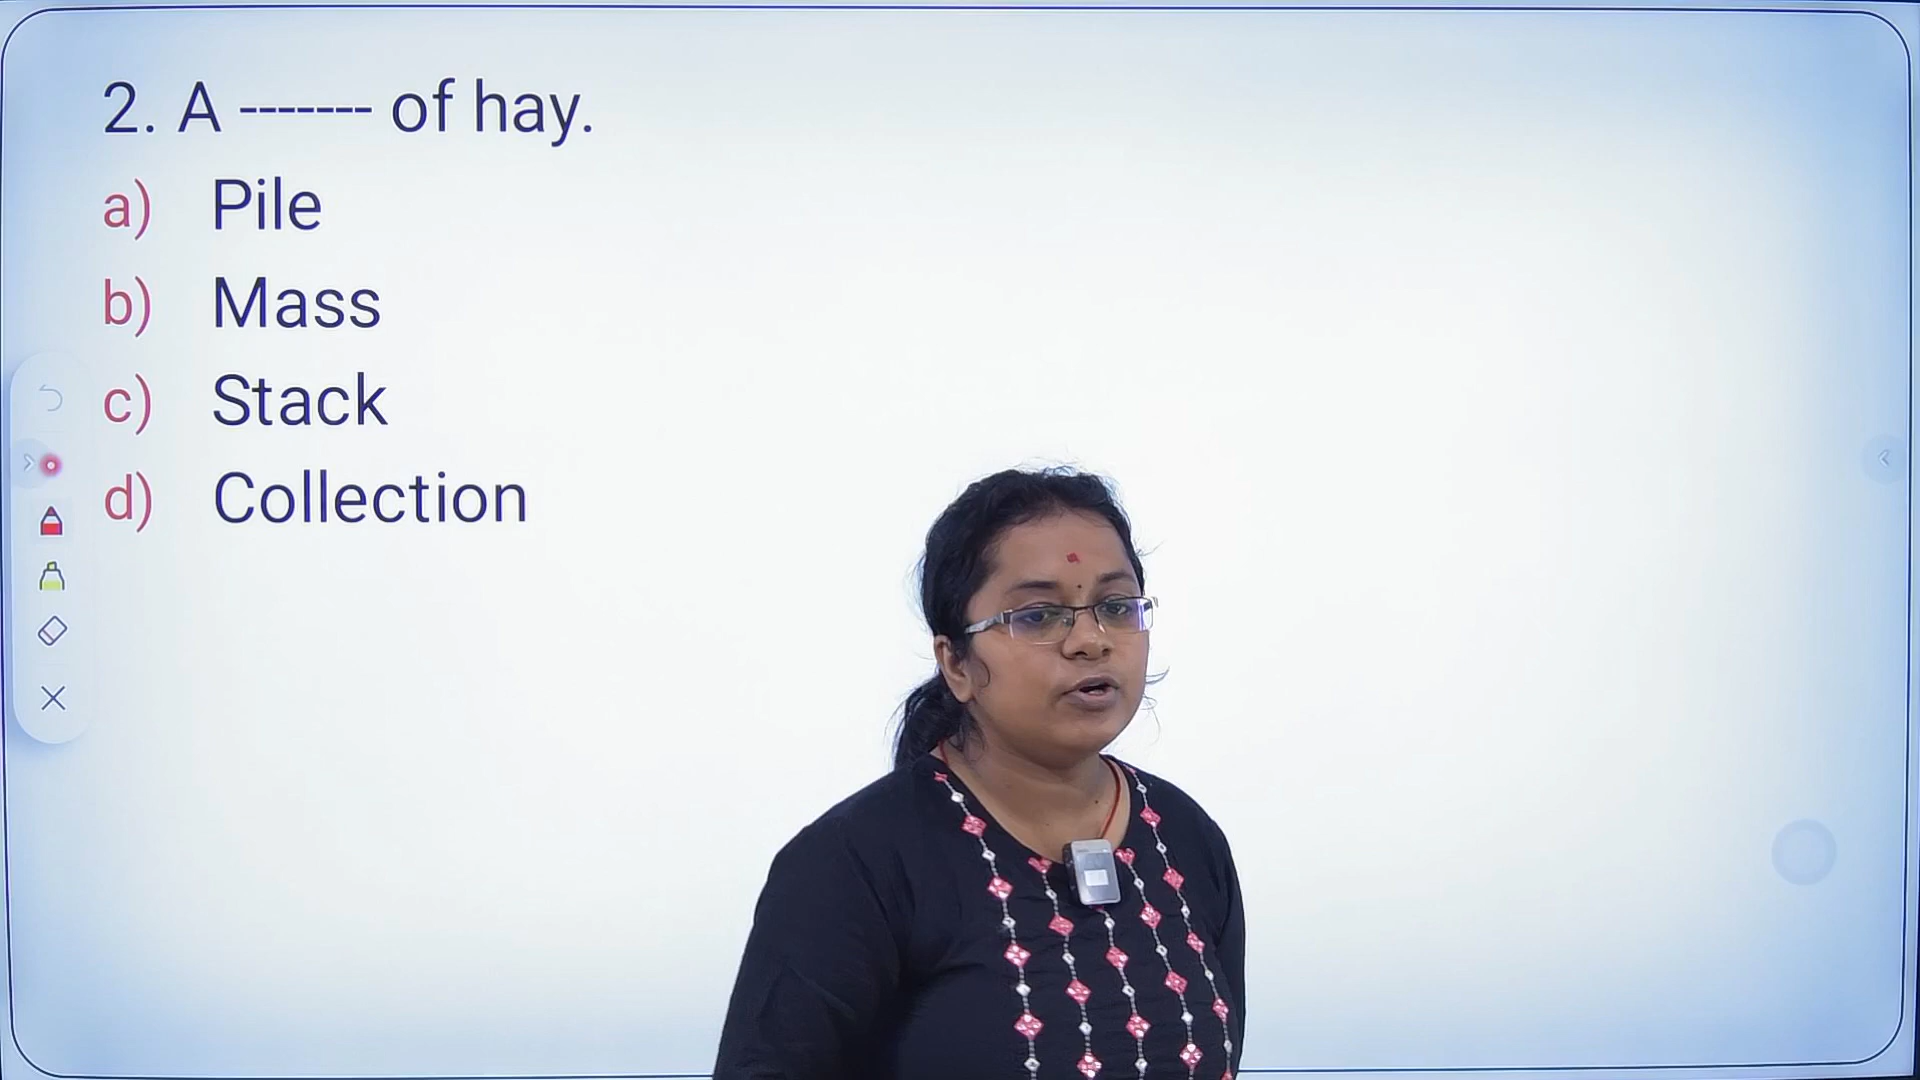 2. A ------- of hay.
a) Pile
b) Mass
c) Stack
d) Collection